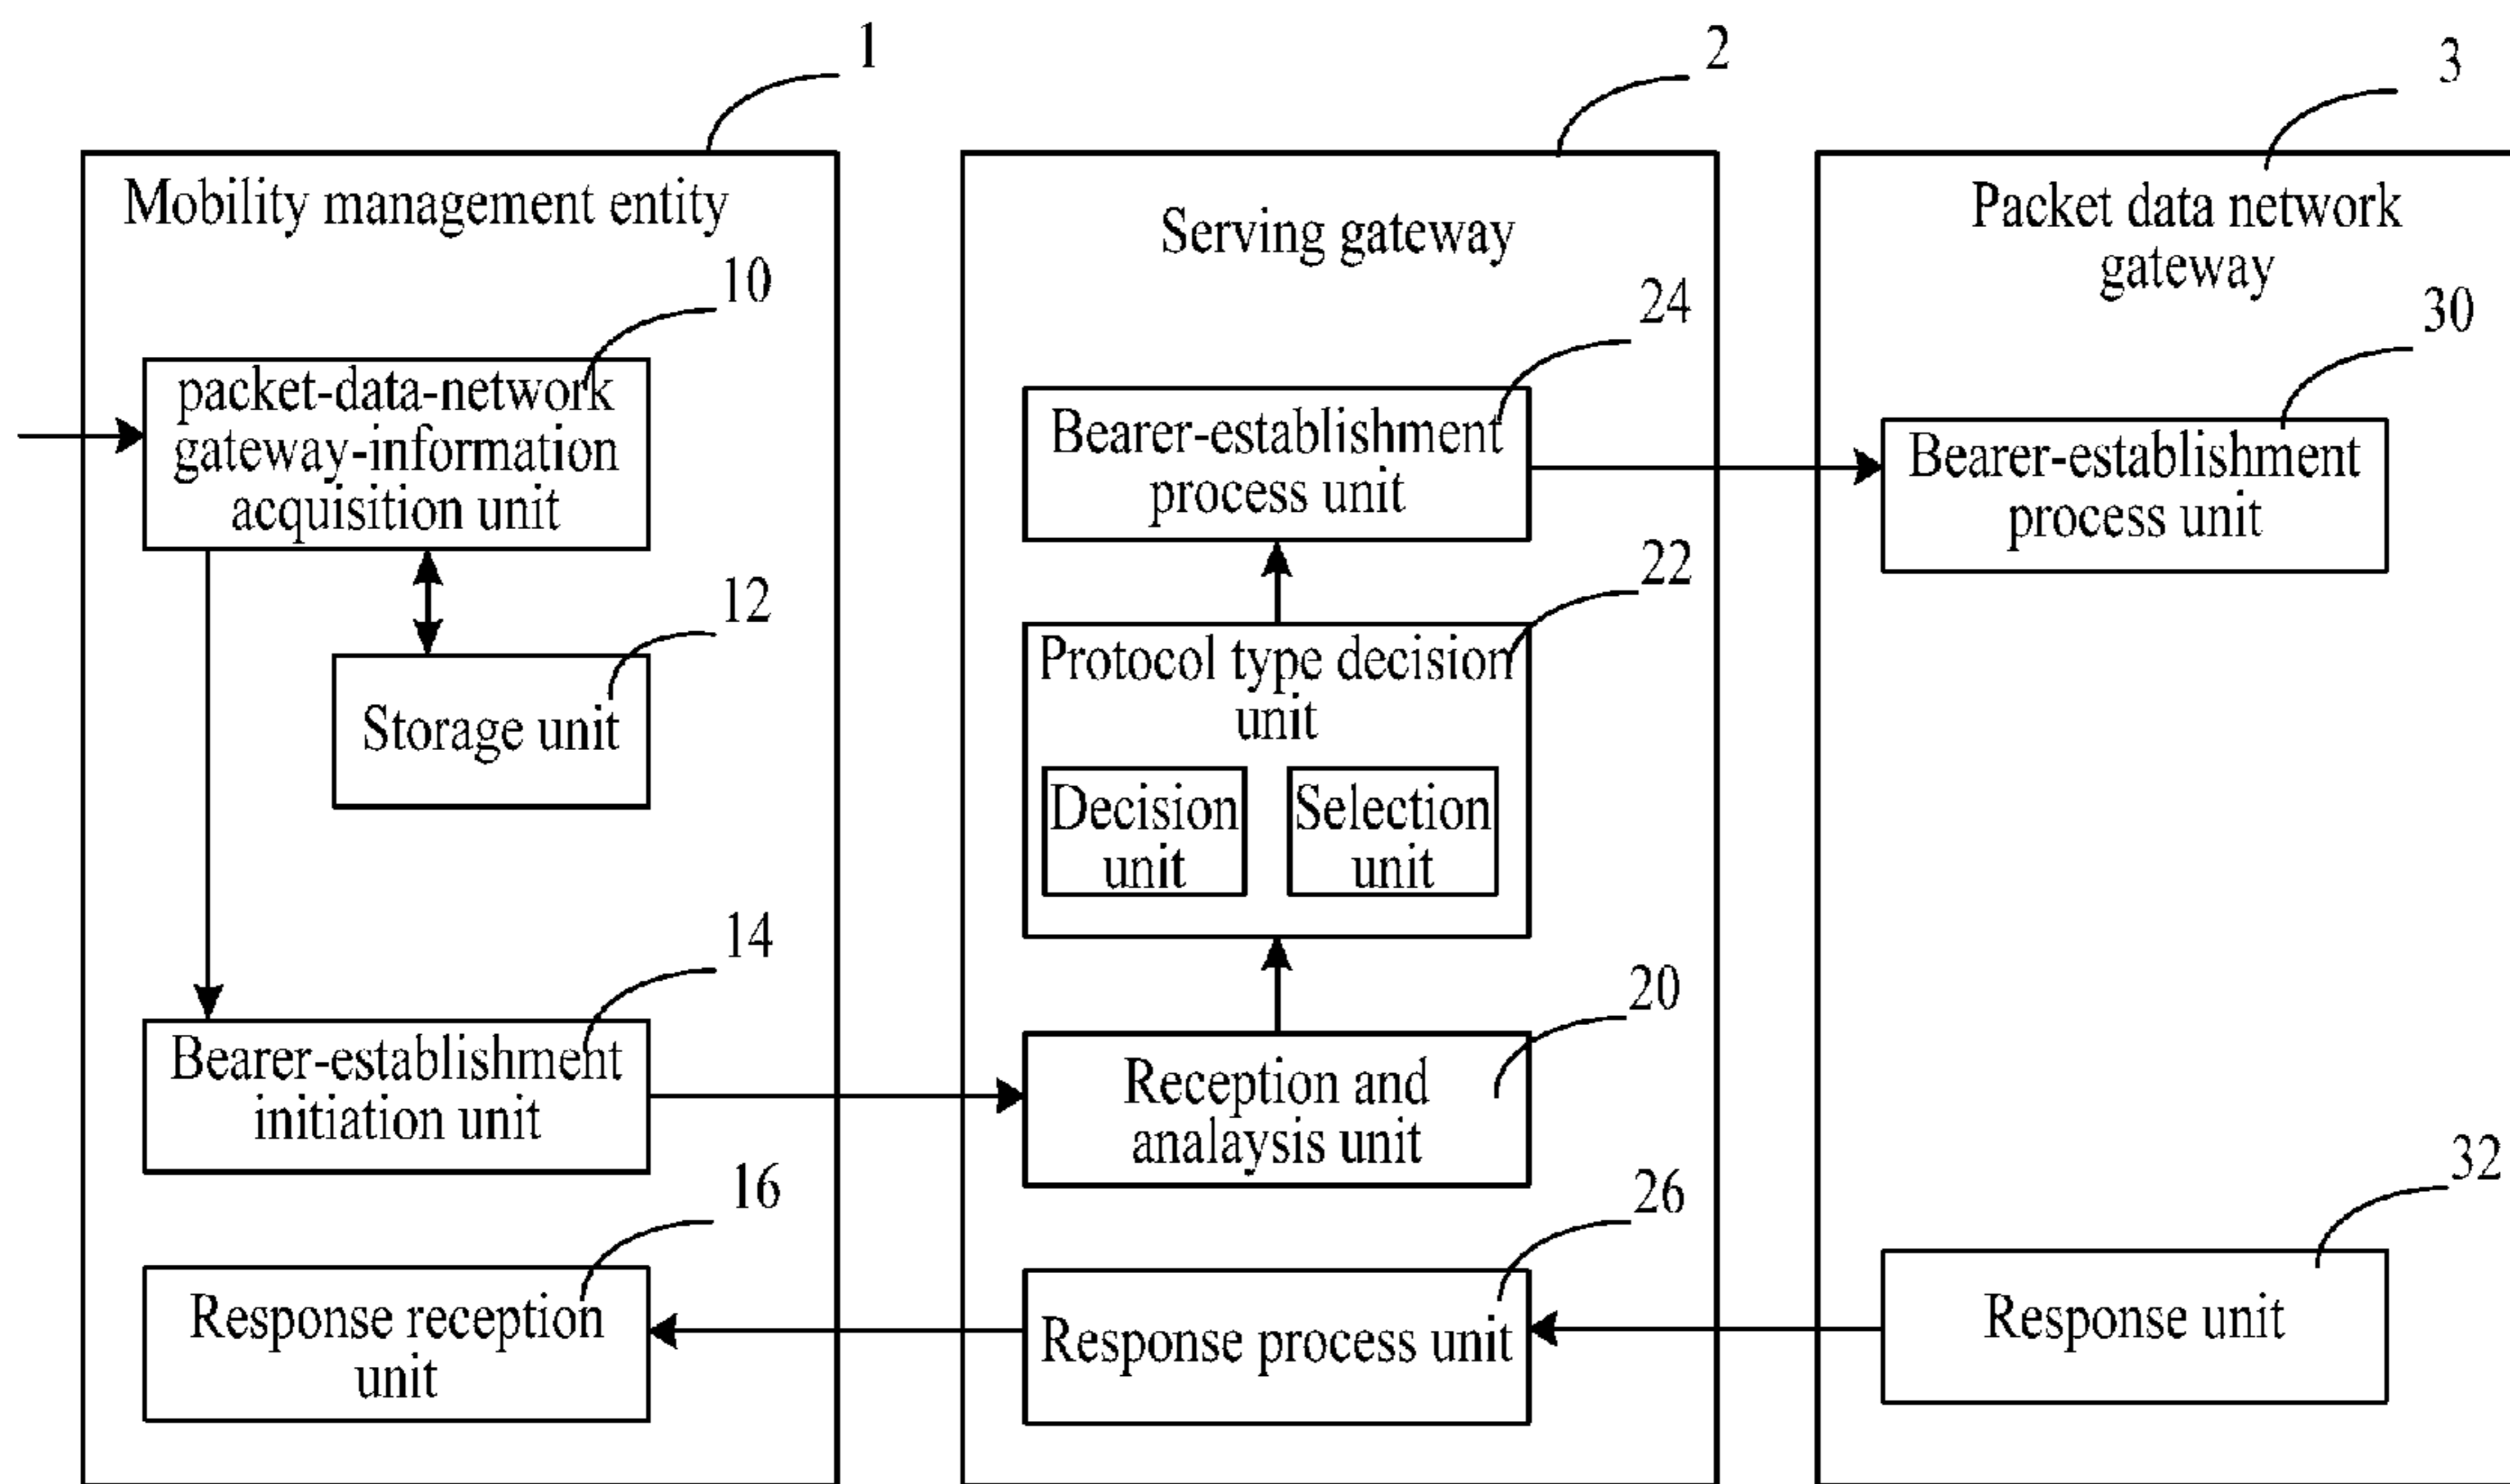 1
2
3
Mobility management entity
10
packet-data-network
gateway-information
acquisition unit
12
Storage unit
14
Bearer-establishment
initiation unit
16
Response reception
unit
Serving gateway
24
Bearer-establishment
process unit
22
Protocol type decision
unit
Decision
unit
Selection
unit
20
Reception and
analaysis unit
26
Response process unit
Packet data network
gateway
30
Bearer-establishment
process unit
32
Response unit